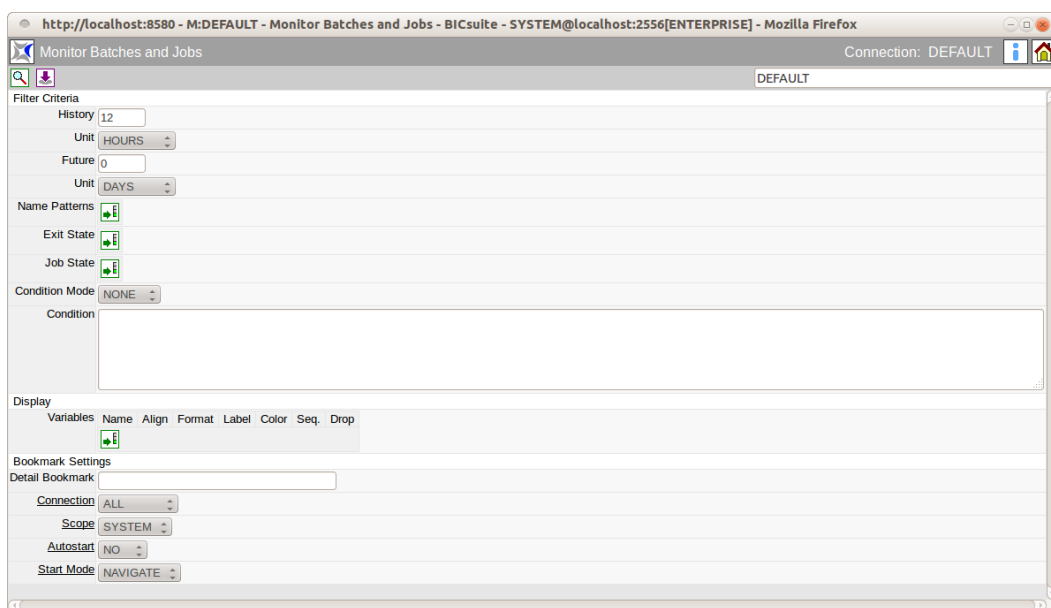 http://localhost:8580 - M:DEFAULT - Monitor Batches and Jobs - BICsuite - SYSTEM@localhost:2556[ENTERPRISE] - Mozilla Firefox
Monitor Batches and Jobs Connection: DEFAULT
DEFAULT
Filter Criteria
History 12
Unit HOURS
Future 0
Unit DAYS
Name Patterns
Exit State
Job State
Condition Mode NONE
Condition
Display
Variables Name Align Format Label Color Seq. Drop
Bookmark Settings
Detail Bookmark
Connection ALL
Scope SYSTEM
Autostart NO
Start Mode NAVIGATE